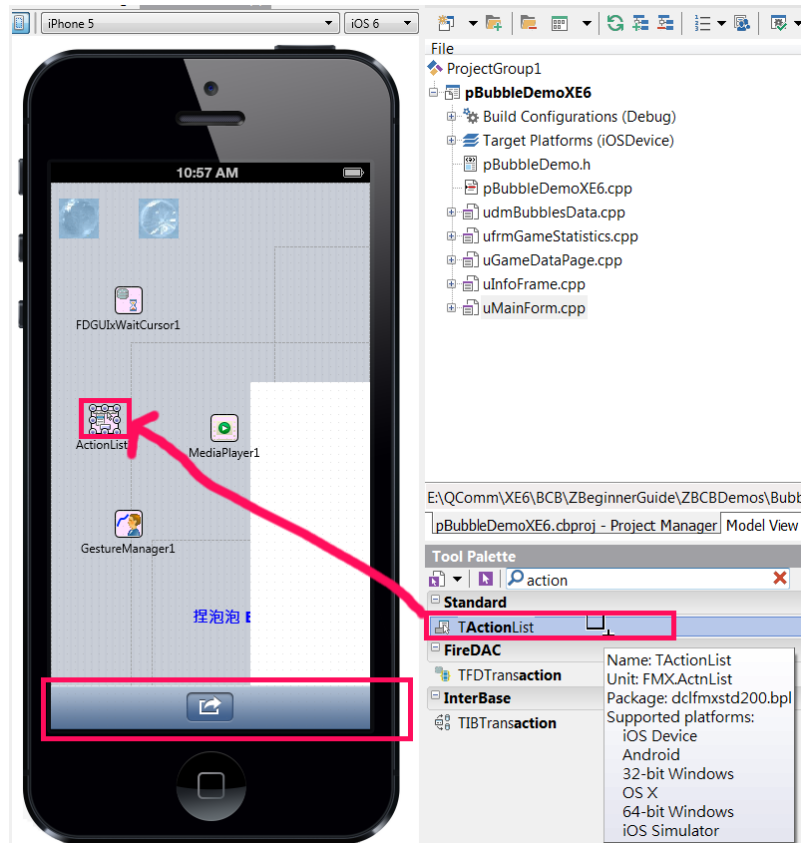 iPhone 5
iOS 6
10:57 AM
FDGUIxWaitCursor1
ActionList
MediaPlayer1
GestureManager1
捏泡泡
File
ProjectGroup1
pBubbleDemoXE6
Build Configurations (Debug)
Target Platforms (iOSDevice)
pBubbleDemo.h
pBubbleDemoXE6.cpp
udmBubblesData.cpp
ufrmGameStatistics.cpp
uGameDataPage.cpp
uInfoFrame.cpp
uMainForm.cpp
E:\QComm\XE6\BCB\ZBeginnerGuide\ZBCBDemos\Bubb
pBubbleDemoXE6.cbproj - Project Manager
Model View
Tool Palette
action
Standard
TActionList
FireDAC
TFDTransaction
InterBase
TIBTransaction
Name: TActionList
Unit: FMX.ActnList
Package: dclfmxstd200.bpl
Supported platforms:
iOS Device
Android
32-bit Windows
OS X
64-bit Windows
iOS Simulator